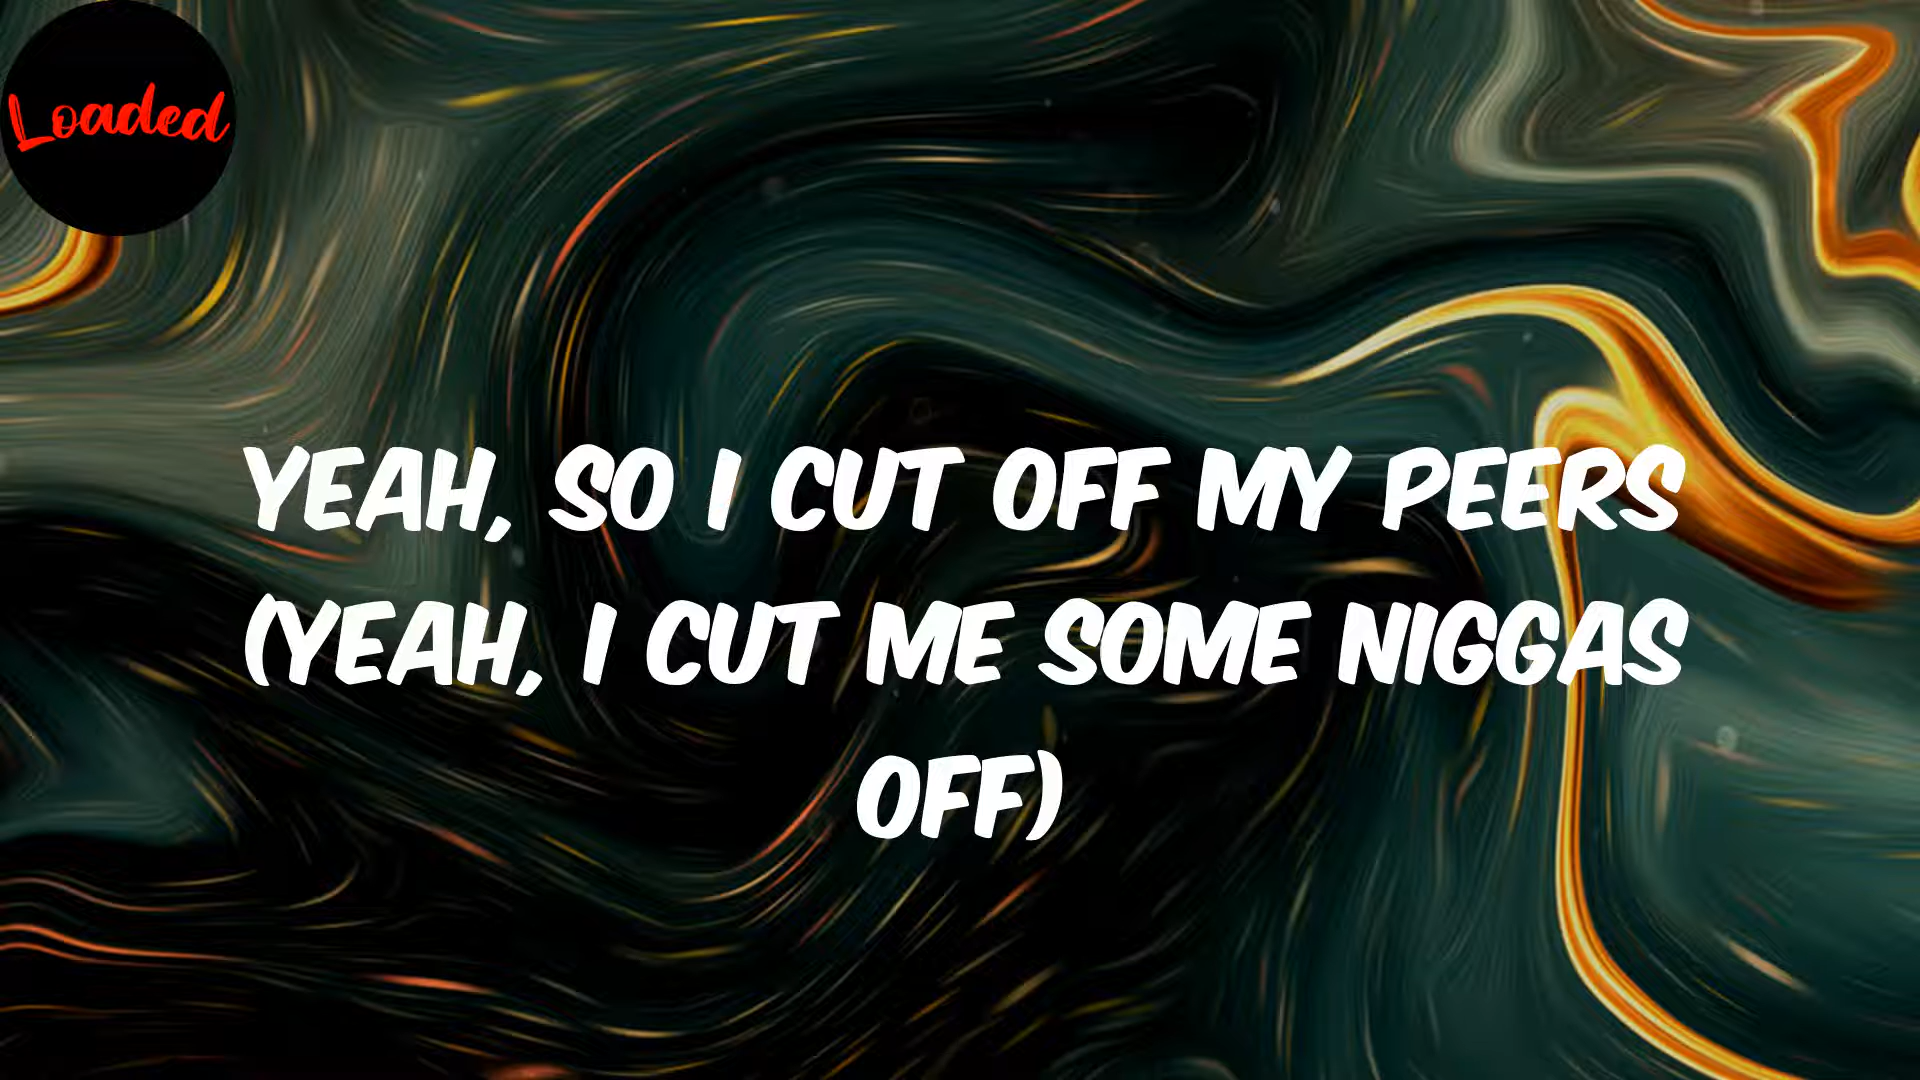 Loaded
YEAH, SO I CUT OFF MY PEERS
(YEAH, I CUT ME SOME NIGGAS
OFF)